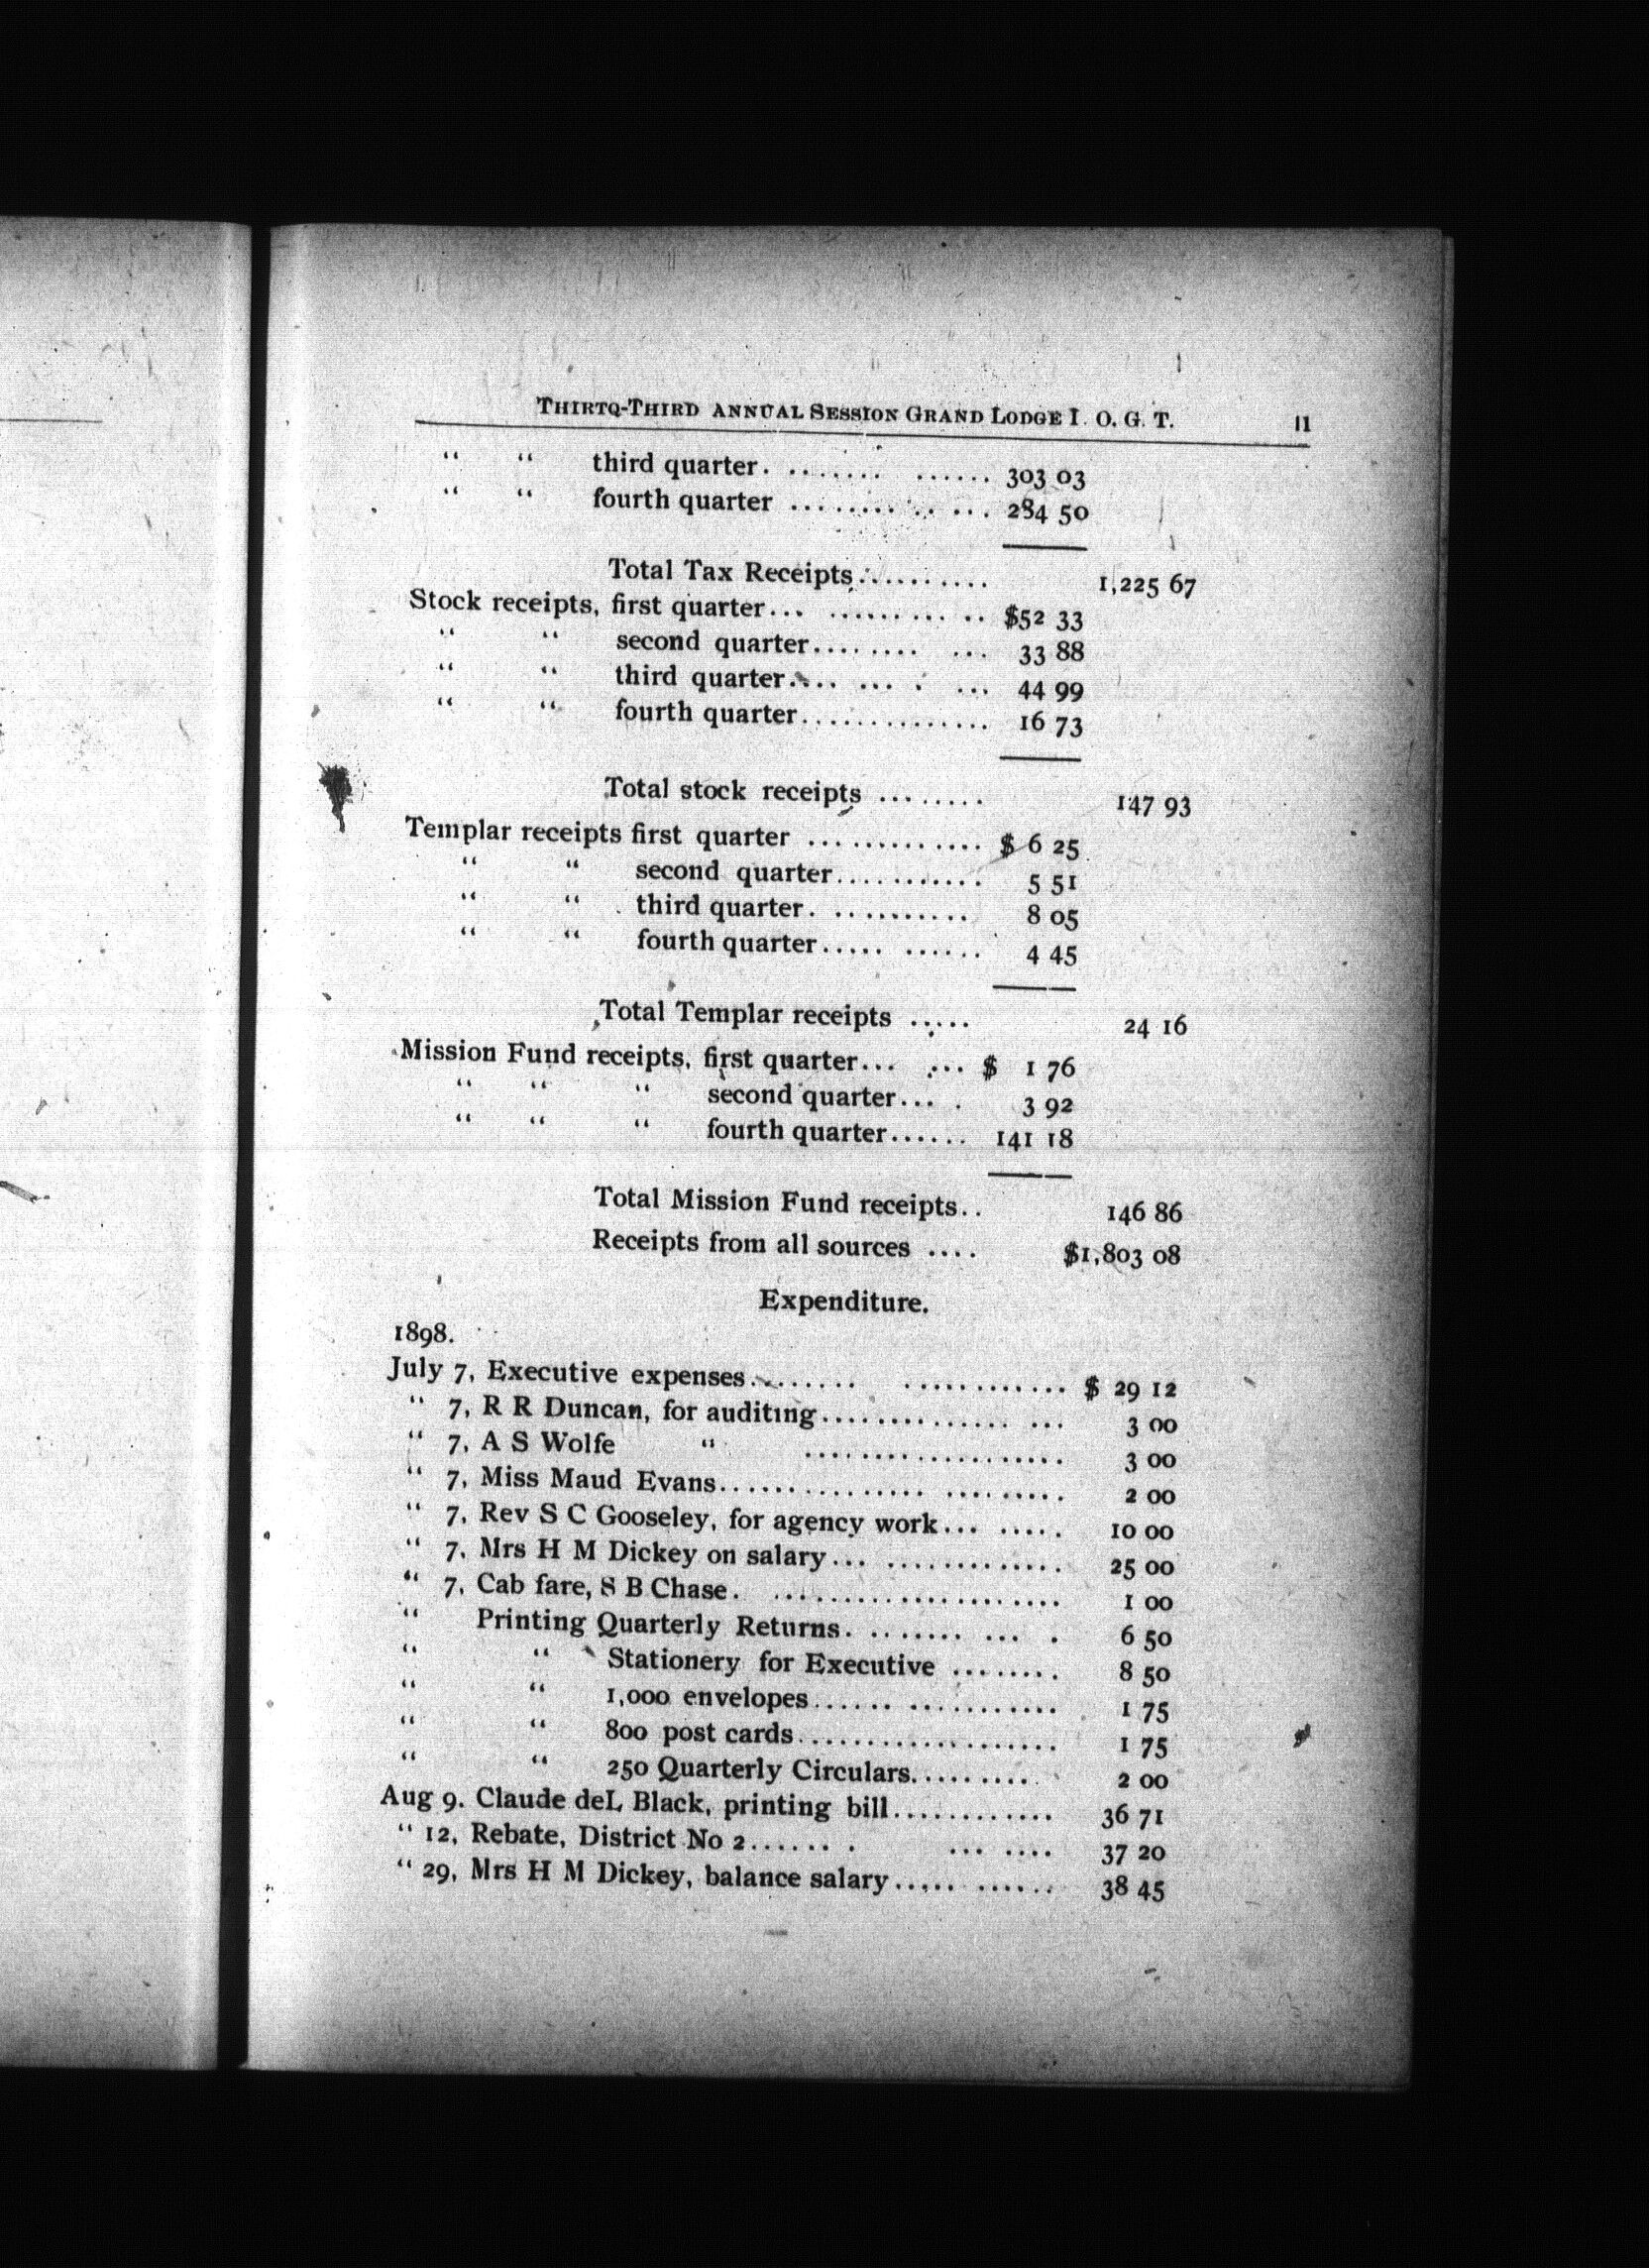 THIRTQ-THIRD ANNUAL SESSION GRAND LODGE I. O. G. T. 11
“ “ third quarter. ........ ...... 303 03
“ “ fourth quarter ........ .. ... 284 50
Total Tax Receipts.......... 1,225 67
Stock receipts, first quarter... .......... .. $52 33
“ “ second quarter........ ... 33 88
“ “ third quarter.... ... . ... 44 99
“ “ fourth quarter.............. 16 73
Total stock receipts ........ 147 93
Templar receipts first quarter ............. $ 6 25
“ “ second quarter........... 5 51
“ “ third quarter. .......... 8 05
“ “ fourth quarter..... ...... 4 45
Total Templar receipts ..... 24 16
Mission Fund receipts, first quarter... ... $ 1 76
“ “ “ second quarter... . 3 92
“ “ “ fourth quarter...... 141 18
Total Mission Fund receipts.. 146 86
Receipts from all sources .... $1,803 08
Expenditure.
1898.
July 7, Executive expenses........ ............ $ 29 12
“ 7, R R Duncan, for auditing.............. ... 3 00
“ 7, A S Wolfe “ ................... 3 00
“ 7, Miss Maud Evans............... ......... 2 00
“ 7, Rev S C Gooseley, for agency work... ..... 10 00
“ 7, Mrs H M Dickey on salary... ............. 25 00
“ 7, Cab fare, S B Chase. ..................... 1 00
“ Printing Quarterly Returns. ....... ... . 6 50
“ “ Stationery for Executive ........ 8 50
“ “ 1,000 envelopes...... ........... 1 75
“ “ 800 post cards................... 1 75
“ “ 250 Quarterly Circulars.......... 2 00
Aug 9. Claude deL Black, printing bill............ 36 71
“ 12, Rebate, District No 2...... . ... .... 37 20
“ 29, Mrs H M Dickey, balance salary..... ...... 38 45